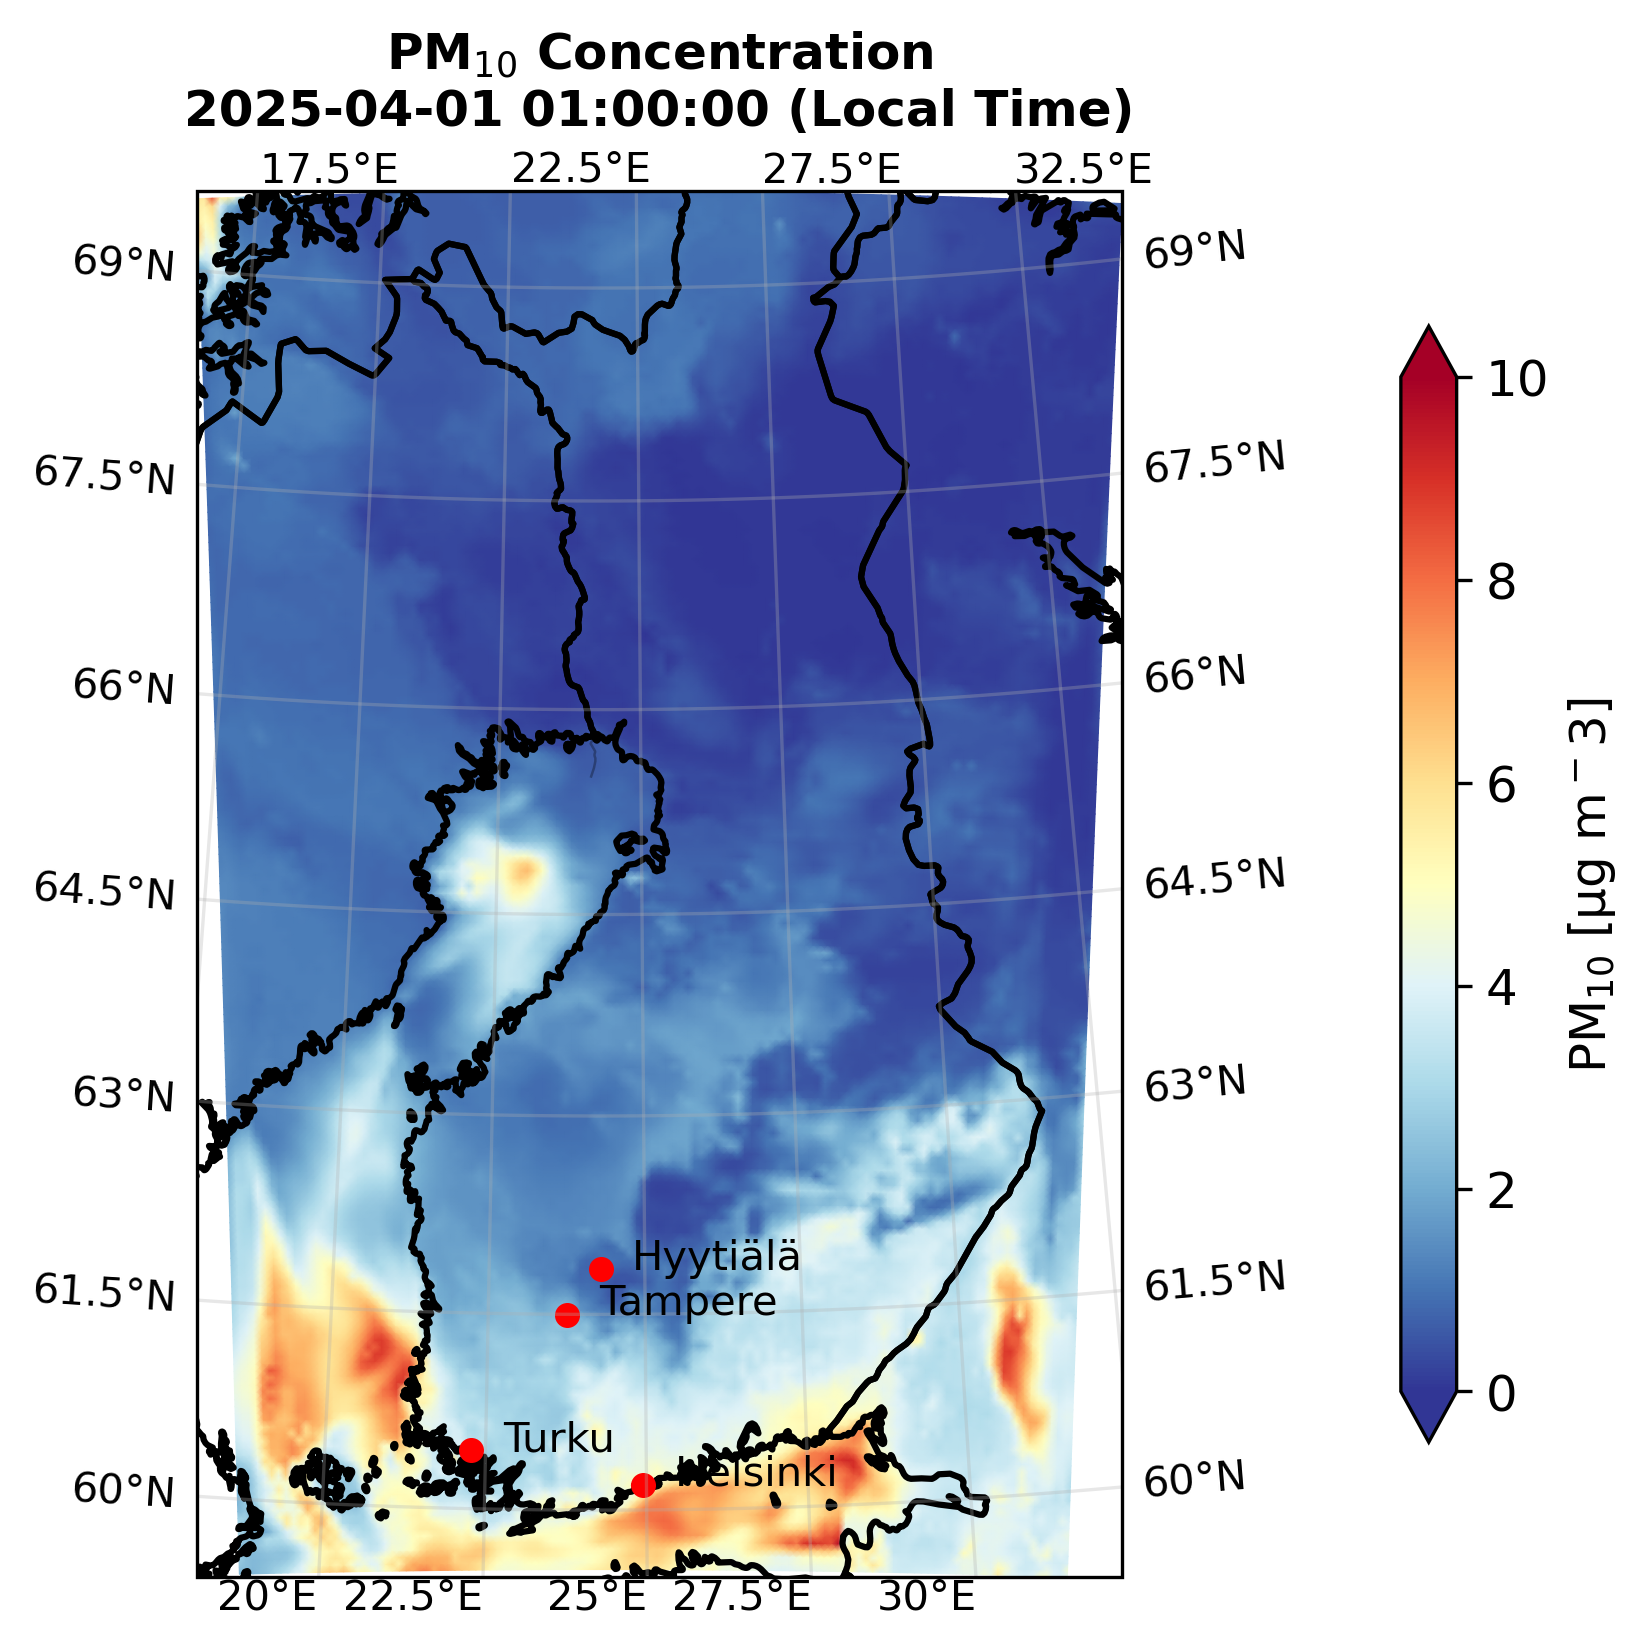 PM₁₀ Concentration
2025-04-01 01:00:00 (Local Time)
17.5°E 22.5°E 27.5°E 32.5°E
69°N 69°N
67.5°N 67.5°N
66°N 66°N
64.5°N 64.5°N
63°N 63°N
61.5°N 61.5°N
60°N 60°N
Hyytiälä
Tampere
Turku
Helsinki
20°E 22.5°E 25°E 27.5°E 30°E
10
8
6
4
2
0
PM₁₀ [µg m⁻ 3]